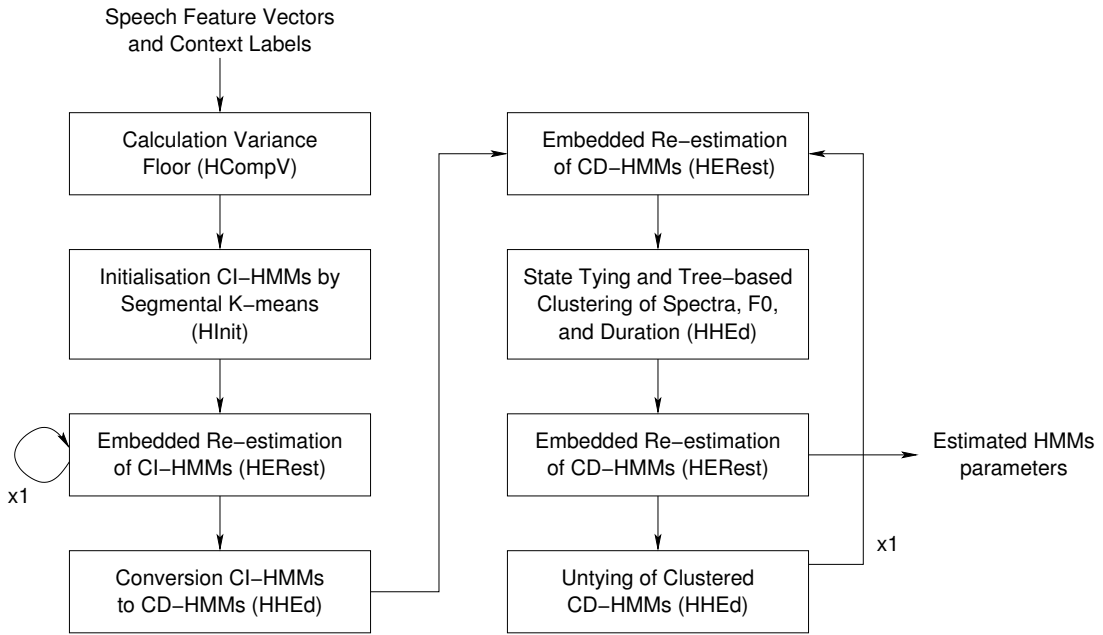 Speech Feature Vectors
and Context Labels
Calculation Variance
Floor (HCompV)
Initialisation CI−HMMs by
Segmental K−means
(HInit)
Embedded Re−estimation
of CI−HMMs (HERest)
x1
Conversion CI−HMMs
to CD−HMMs (HHEd)
Embedded Re−estimation
of CD−HMMs (HERest)
State Tying and Tree−based
Clustering of Spectra, F0,
and Duration (HHEd)
Embedded Re−estimation
of CD−HMMs (HERest)
Untying of Clustered
CD−HMMs (HHEd)
x1
Estimated HMMs
parameters